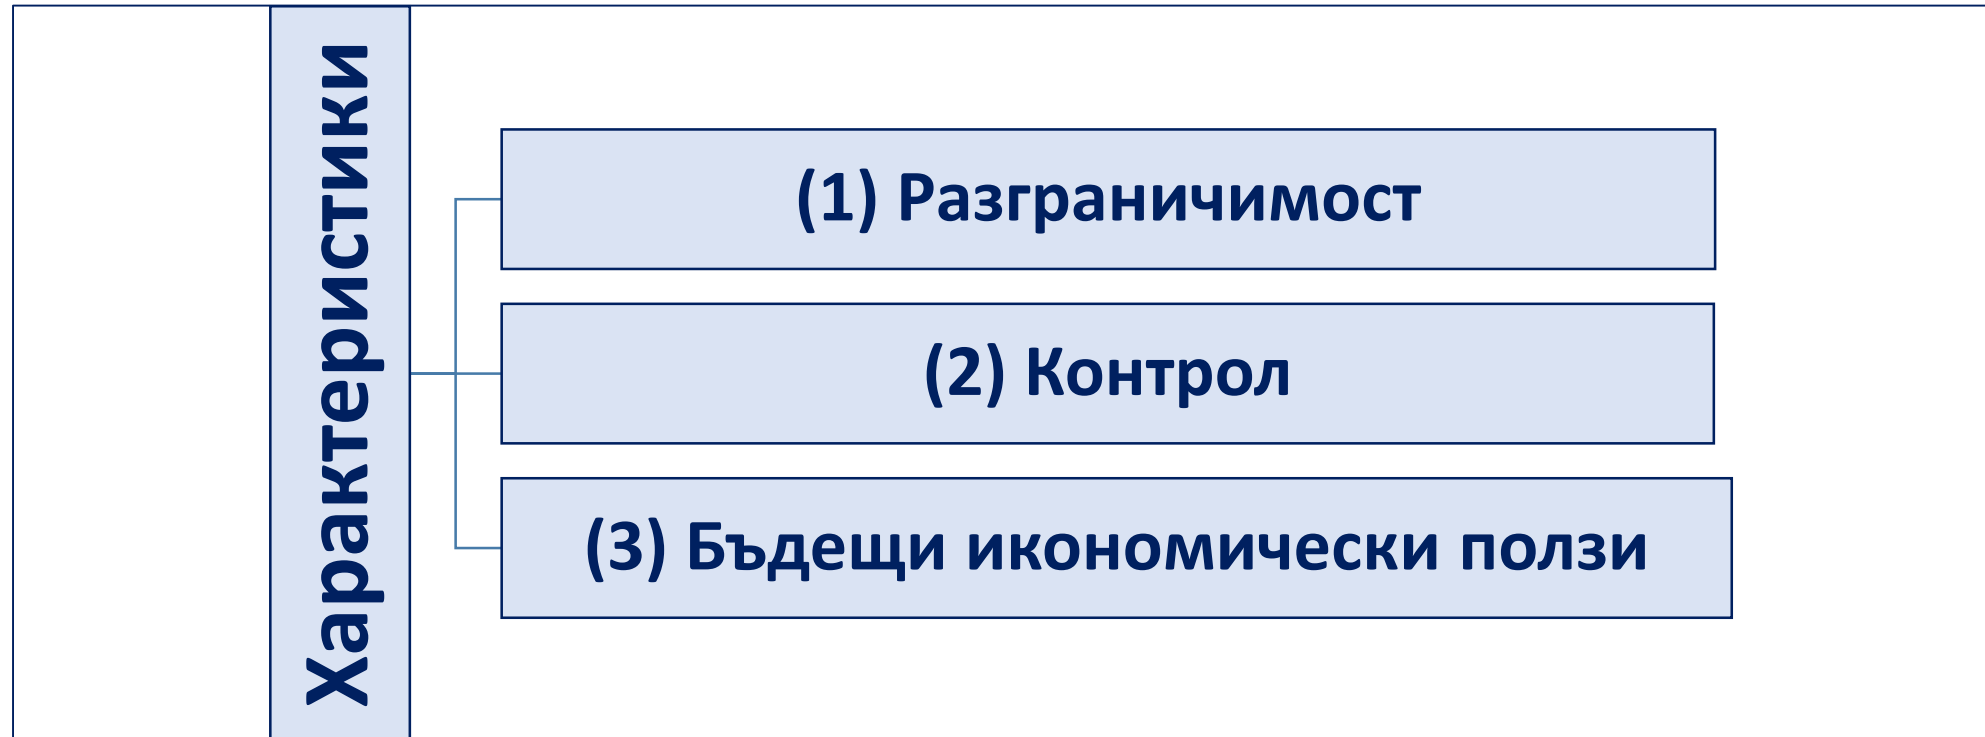 Характеристики
(1) Разграничимост
(2) Контрол
(3) Бъдещи икономически ползи